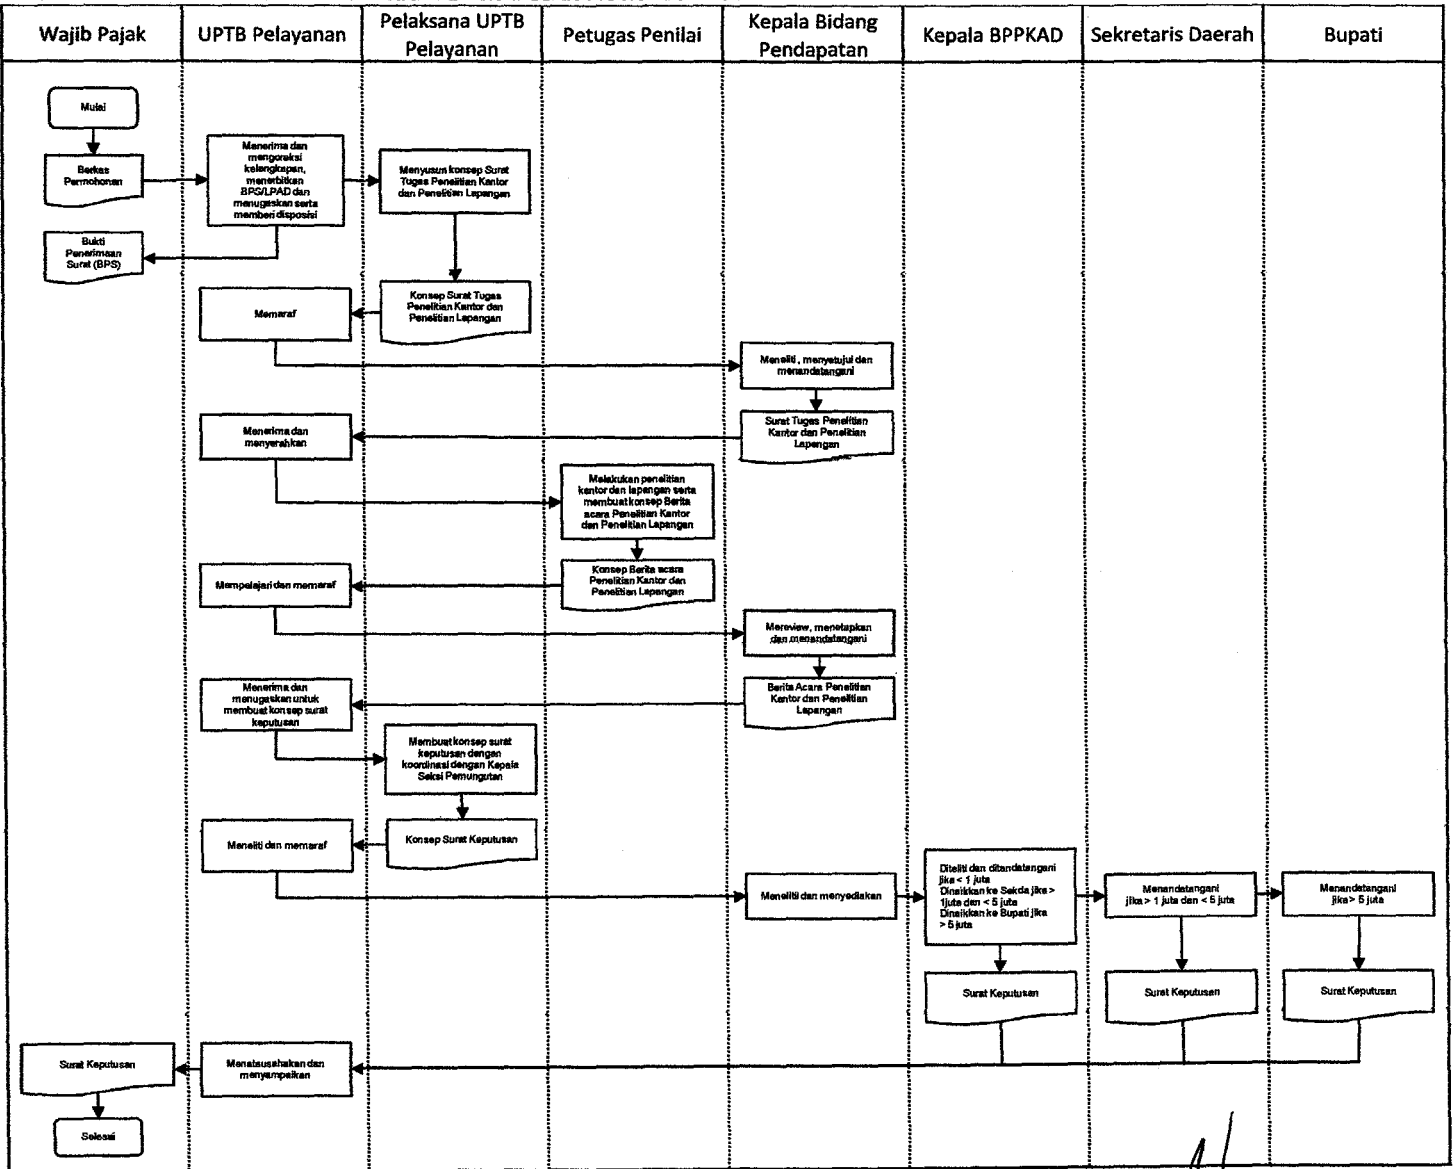 Wajib Pajak
UPTB Pelayanan
Pelaksana UPTB
Pelayanan
Petugas Penilai
Kepala Bidang
Pendapatan
Kepala BPPKAD
Sekretaris Daerah
Bupati
Mulai
Berkas
Permohonan
Menerima dan
mengoreksi
kelengkapan,
menerbitkan
BPS/LPAD dan
menugaskan serta
memberi disposisi
Menyusun konsep Surat
Tugas Penelitian Kantor
dan Penelitian Lapangan
Bukti
Penerimaan
Surat (BPS)
Konsep Surat Tugas
Penelitian Kantor dan
Penelitian Lapangan
Memaraf
Meneliti , menyetujui dan
menandatangani
Surat Tugas Penelitian
Kantor dan Penelitian
Lapangan
Menerima dan
menyerahkan
Melakukan penelitian
kantor dan lapangan serta
membuat konsep Berita
acara Penelitian Kantor
dan Penelitian Lapangan
Konsep Berita acara
Penelitian Kantor dan
Penelitian Lapangan
Mempelajari dan memaraf
Mereview, menetapkan
dan menandatangani
Berita Acara Penelitian
Kantor dan Penelitian
Lapangan
Menerima dan
menugaskan untuk
membuat konsep surat
keputusan
Membuat konsep surat
keputusan dengan
koordinasi dengan Kepala
Seksi Pemungutan
Konsep Surat Keputusan
Meneliti dan memaraf
Meneliti dan menyediakan
Diteliti dan ditandatangani
jika < 1 juta
Dinaikkan ke Sekda jika >
1juta dan < 5 juta
Dinaikkan ke Bupati jika
> 5 juta
Menandatangani
jika > 1 juta dan < 5 juta
Menandatangani
jika > 5 juta
Surat Keputusan
Surat Keputusan
Surat Keputusan
Menatausahakan dan
menyampaikan
Surat Keputusan
Selesai